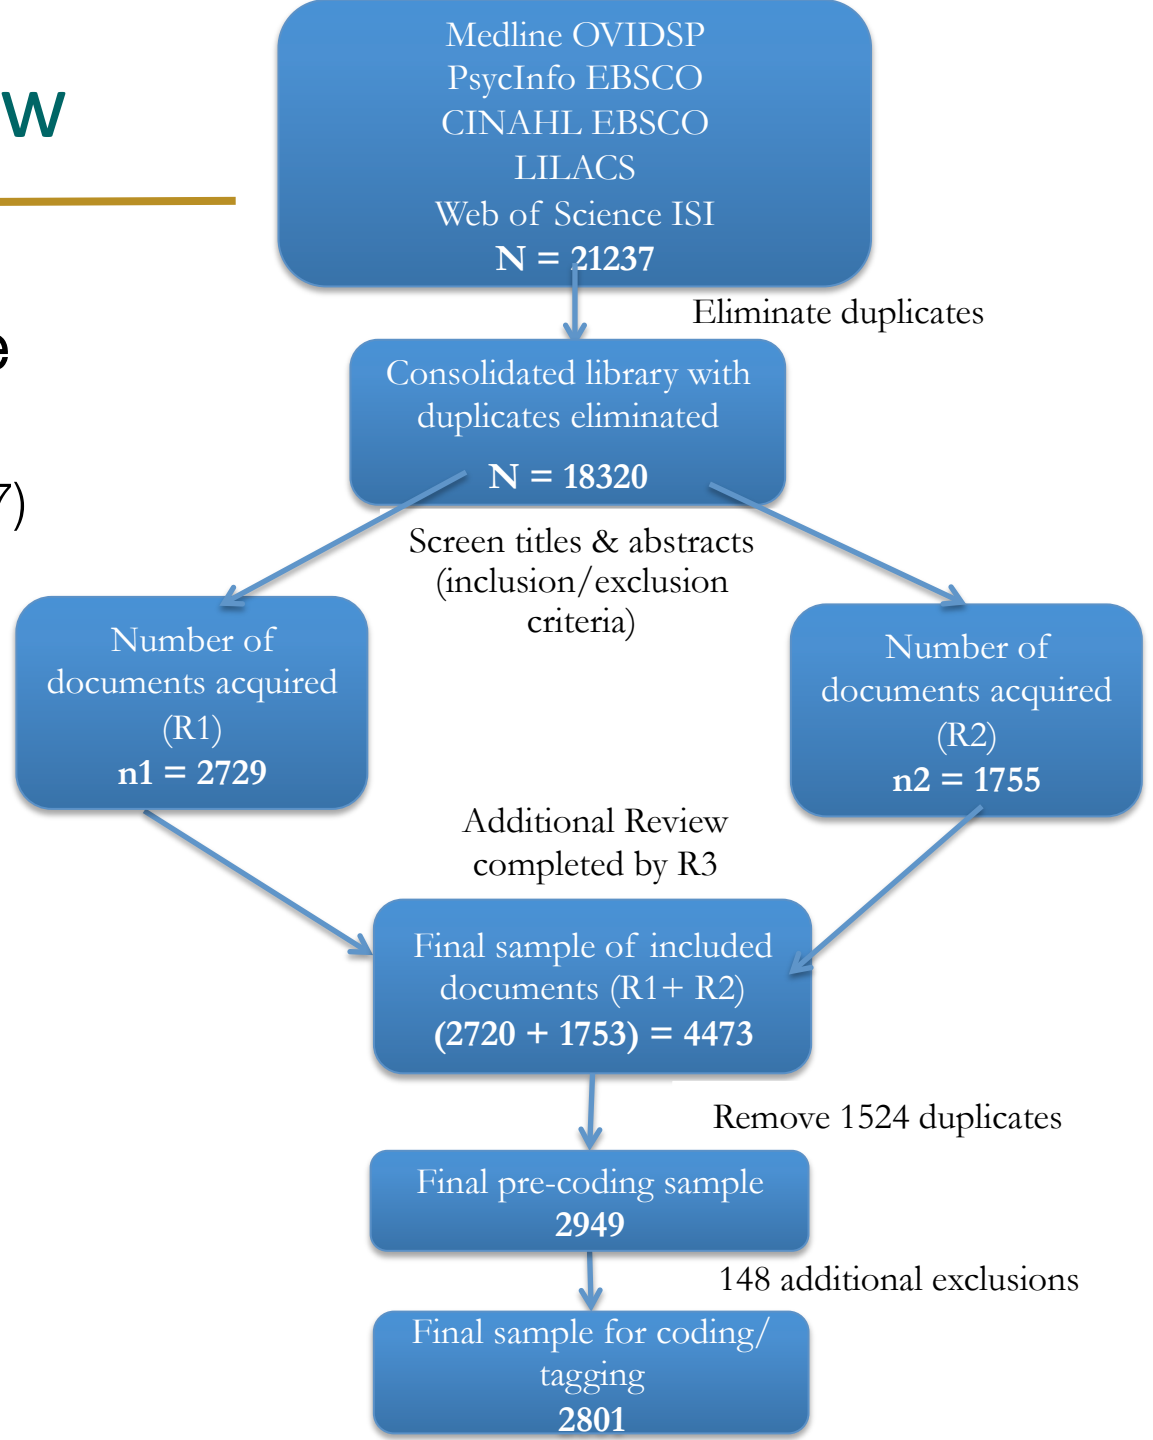 Medline OVIDSP
PsycInfo EBSCO
CINAHL EBSCO
LILACS
Web of Science ISI
N = 21237
w
Eliminate duplicates
e
Consolidated library with
duplicates eliminated
N = 18320
7)
Screen titles & abstracts
(inclusion/exclusion
criteria)
Number of
documents acquired
(R1)
n1 = 2729
Number of
documents acquired
(R2)
n2 = 1755
Additional Review
completed by R3
Final sample of included
documents (R1+ R2)
(2720 + 1753) = 4473
Remove 1524 duplicates
Final pre-coding sample
2949
148 additional exclusions
Final sample for coding/
tagging
2801